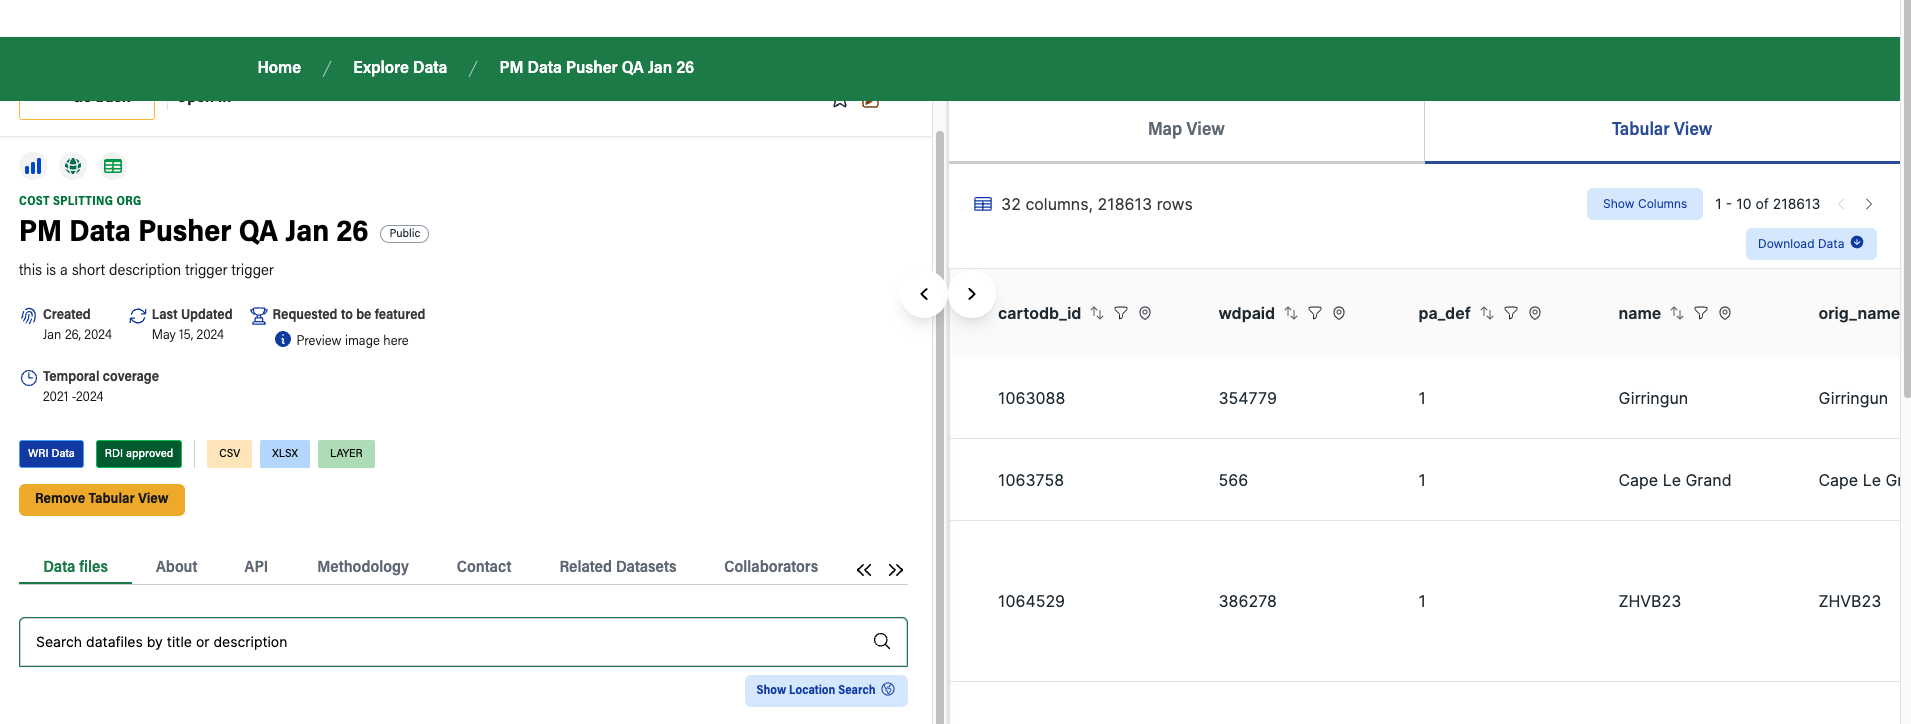 Home / Explore Data / PM Data Pusher QA Jan 26
COST SPLITTING ORG
PM Data Pusher QA Jan 26 Public
this is a short description trigger trigger
Created
Jan 26, 2024
Last Updated
May 15, 2024
Requested to be featured
Preview image here
Temporal coverage
2021 -2024
WRI Data RDI approved CSV XLSX LAYER
Remove Tabular View
Data files About API Methodology Contact Related Datasets Collaborators
Search datafiles by title or description
Show Location Search
Map View Tabular View
32 columns, 218613 rows Show Columns 1 - 10 of 218613
Download Data
cartodb_id wdpaid pa_def name orig_name
1063088 354779 1 Girringun Girringun
1063758 566 1 Cape Le Grand Cape Le Gr
1064529 386278 1 ZHVB23 ZHVB23